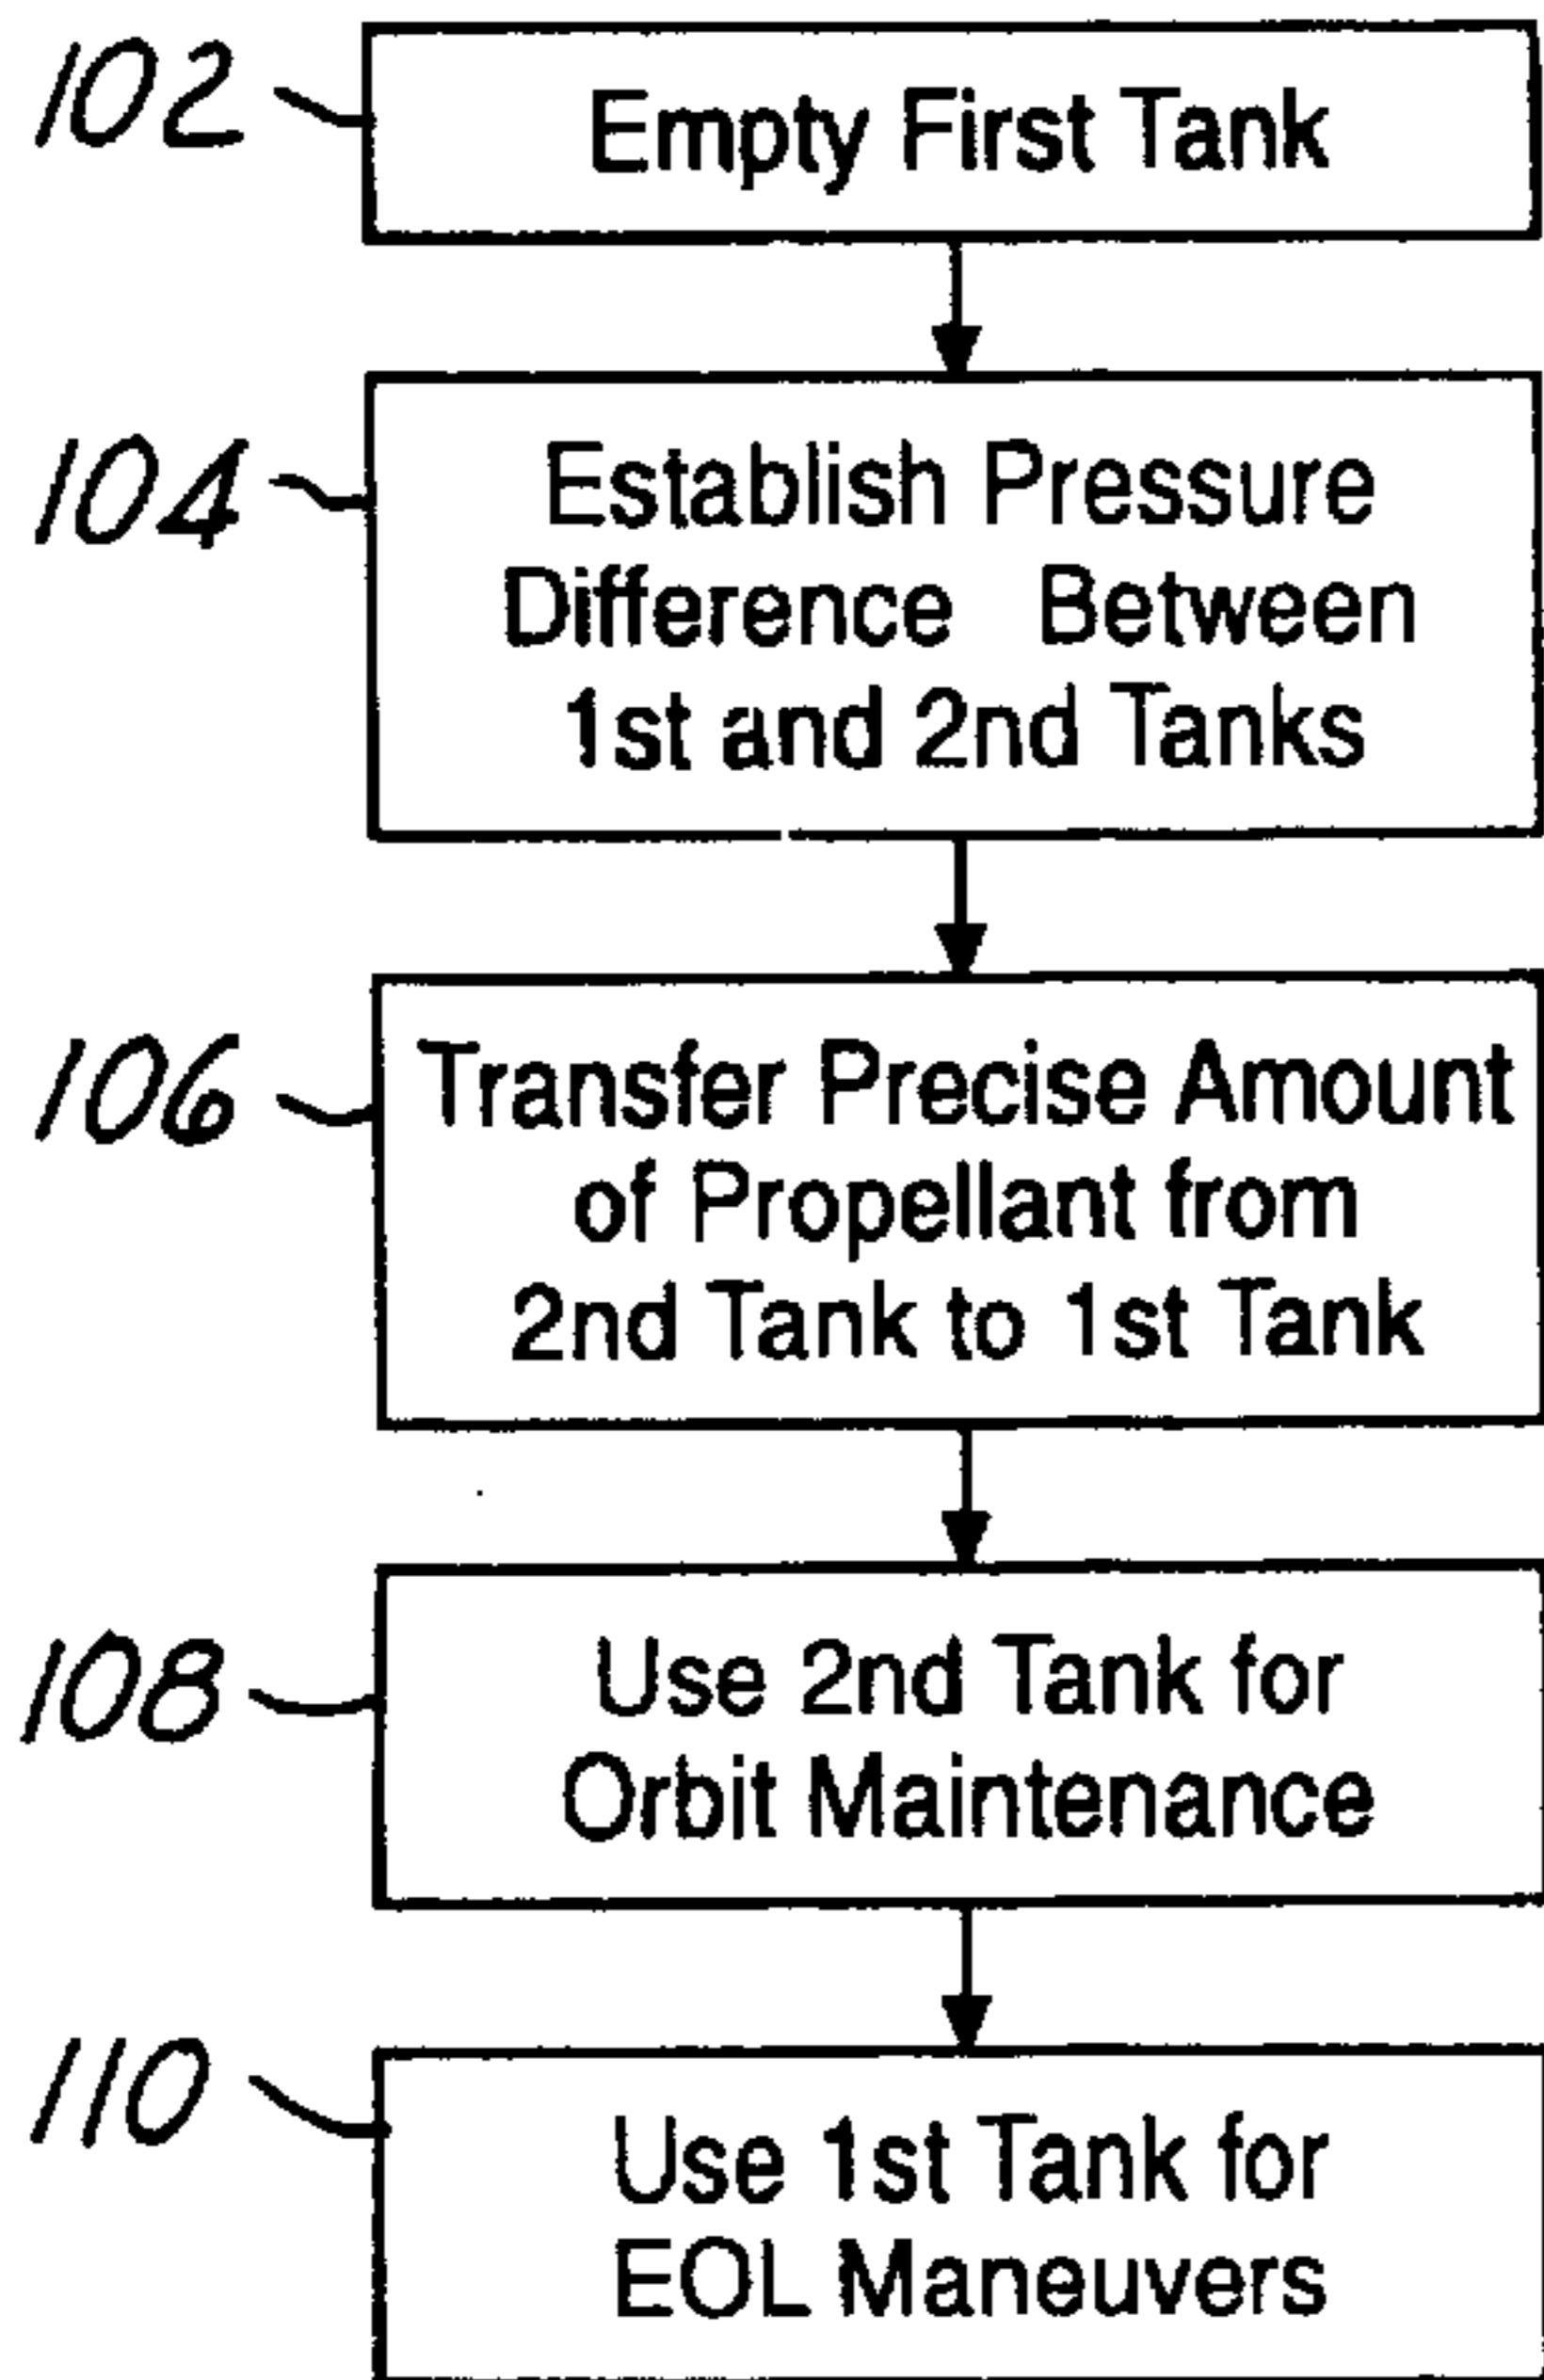 102
Empty First Tank
104
Establish Pressure
Difference Between
1st and 2nd Tanks
106
Transfer Precise Amount
of Propellant from
2nd Tank to 1st Tank
108
Use 2nd Tank for
Orbit Maintenance
110
Use 1st Tank for
EOL Maneuvers